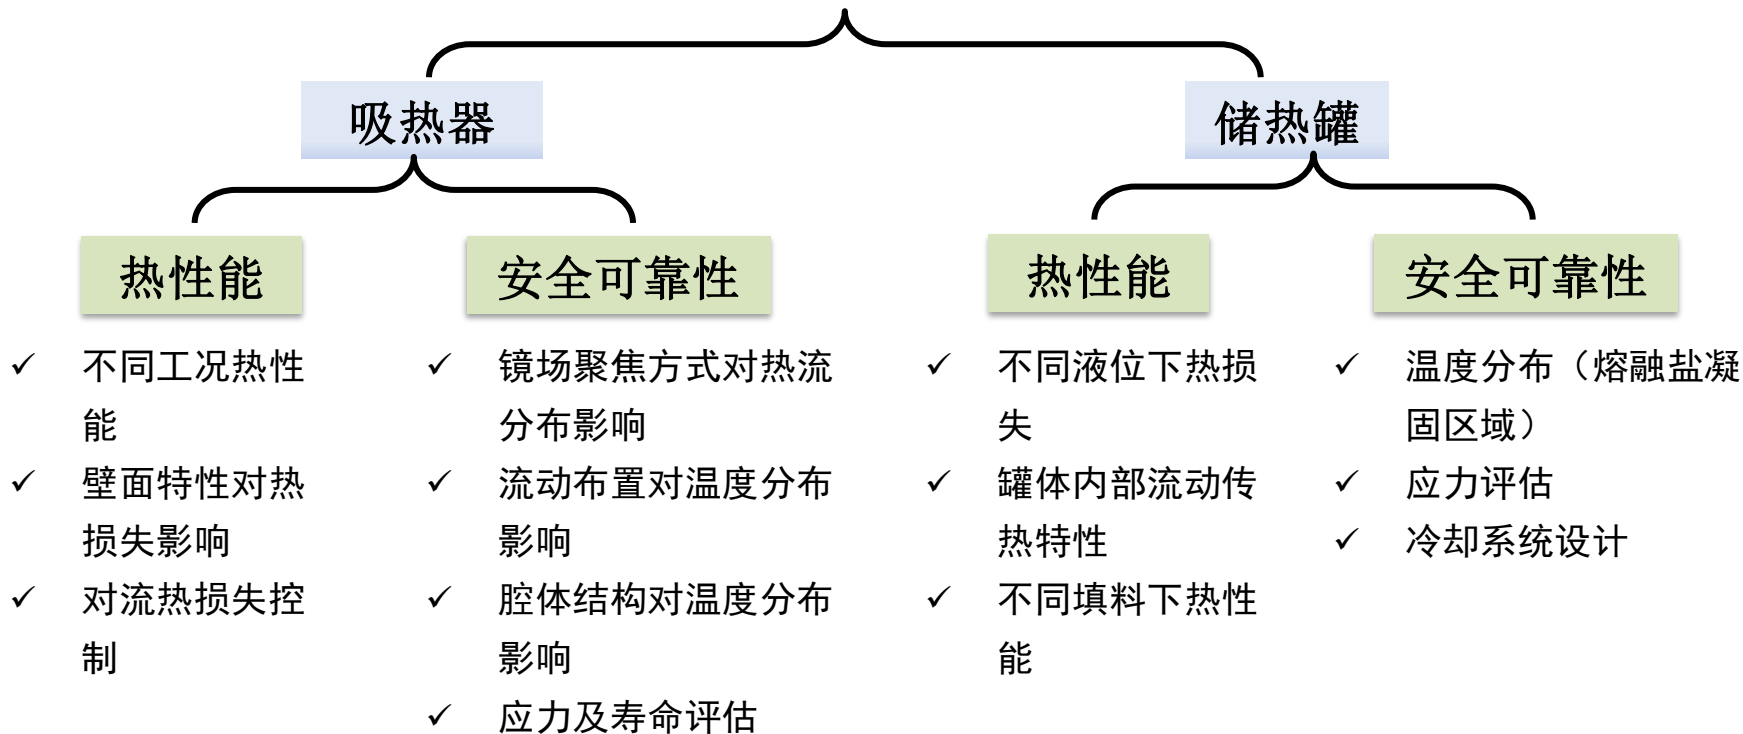 吸热器
储热罐
热性能
安全可靠性
热性能
安全可靠性
✓ 不同工况热性
能
✓ 壁面特性对热
损失影响
✓ 对流热损失控
制
✓ 镜场聚焦方式对热流
分布影响
✓ 流动布置对温度分布
影响
✓ 腔体结构对温度分布
影响
✓ 应力及寿命评估
✓ 不同液位下热损
失
✓ 罐体内部流动传
热特性
✓ 不同填料下热性
能
✓ 温度分布（熔融盐凝
固区域）
✓ 应力评估
✓ 冷却系统设计